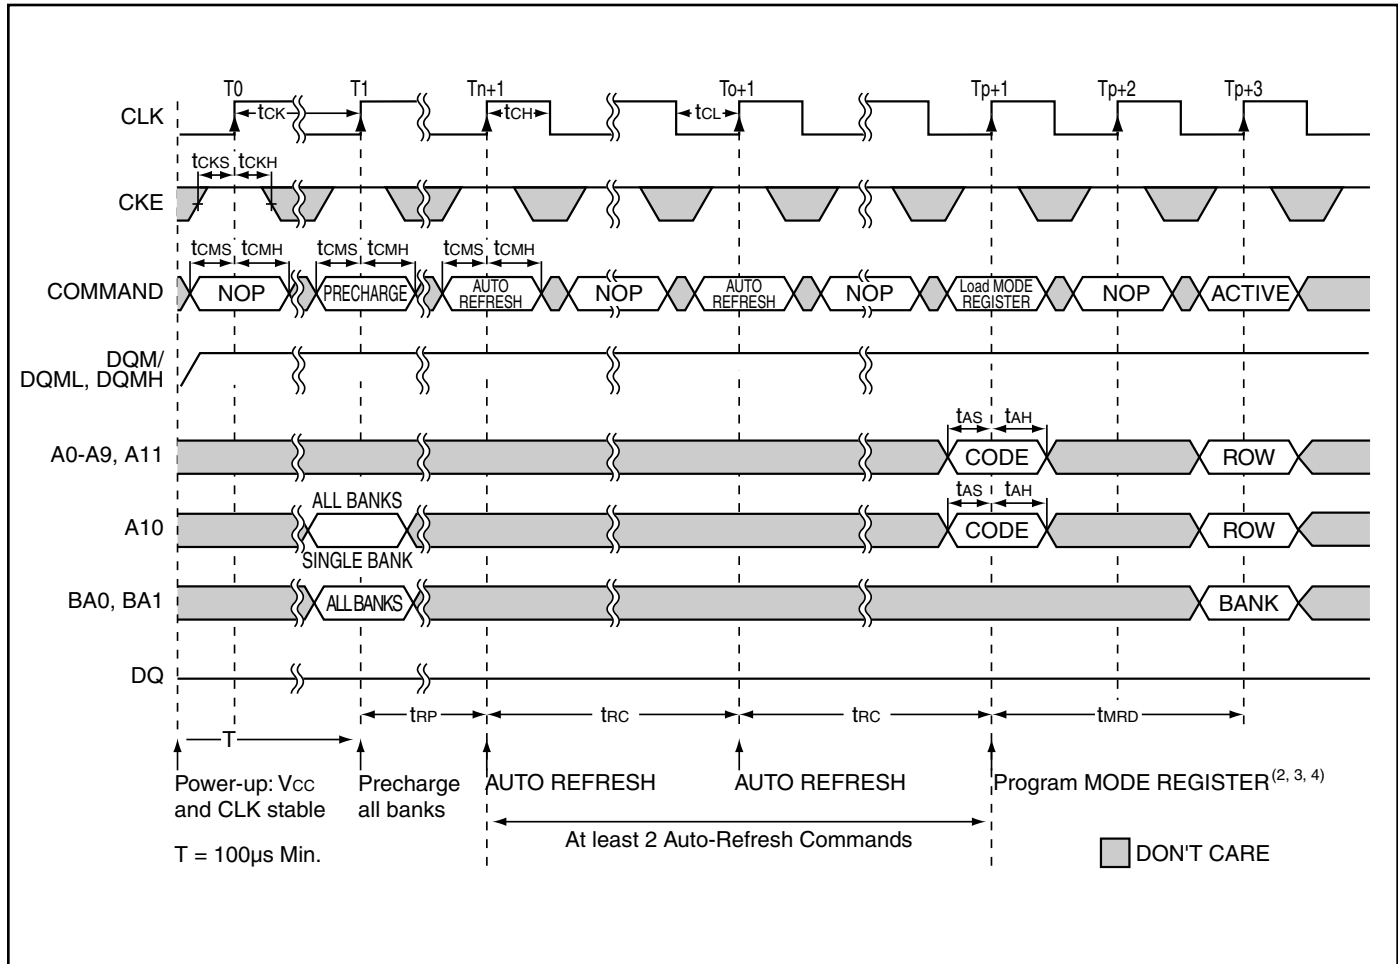 T0 T1 Tn+1 To+1 Tp+1 Tp+2 Tp+3
CLK tCK tCH tCL
tCKS tCKH
CKE
tCMS tCMH tCMS tCMH tCMS tCMH
COMMAND NOP PRECHARGE AUTO REFRESH NOP AUTO REFRESH NOP Load MODE REGISTER NOP ACTIVE
DQM/
DQML, DQMH
tAS tAH
A0-A9, A11 CODE ROW
ALL BANKS tAS tAH
A10 CODE ROW
SINGLE BANK
BA0, BA1 ALL BANKS BANK
DQ
tRP tRC tRC tMRD
T
Power-up: VCC Precharge AUTO REFRESH AUTO REFRESH Program MODE REGISTER(2, 3, 4)
and CLK stable all banks
At least 2 Auto-Refresh Commands
T = 100µs Min. DON'T CARE